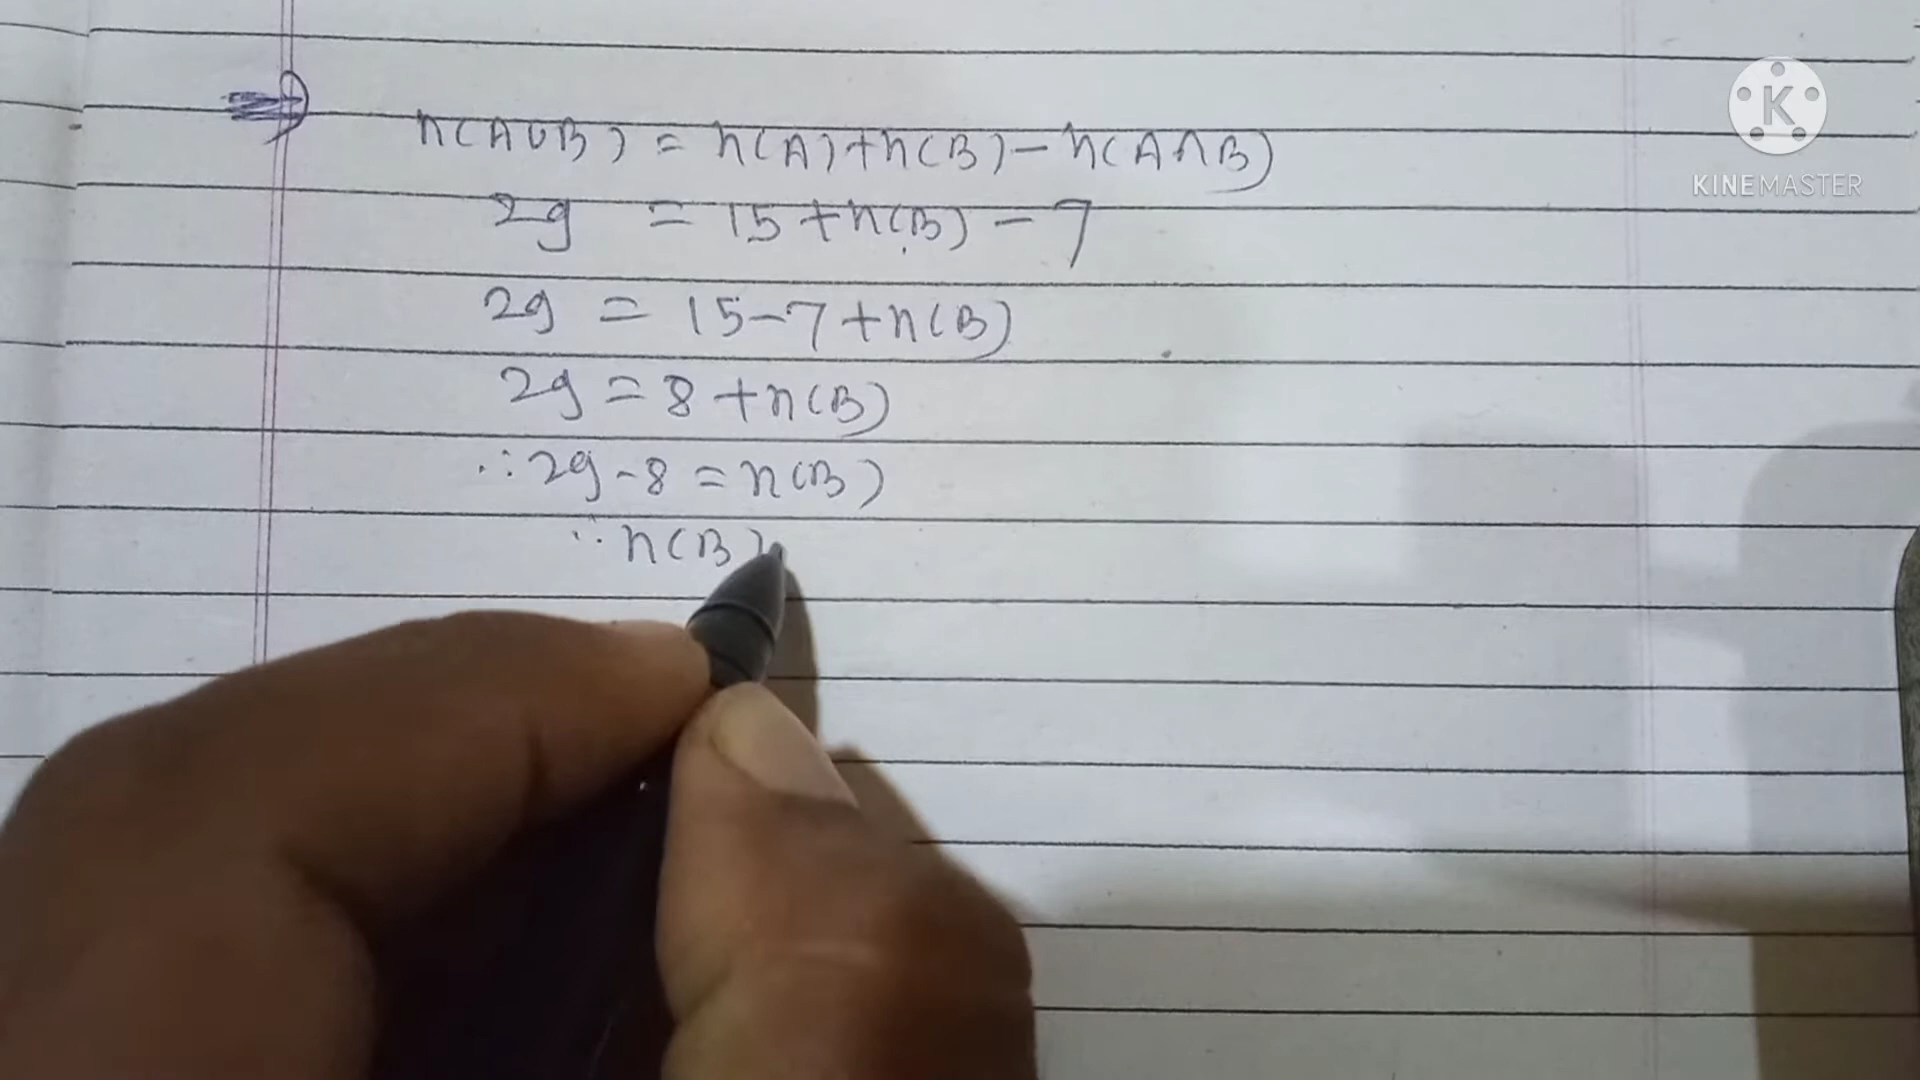 n(A∪B) = n(A)+n(B)-n(A∩B)
29 = 15+n(B)-7
29 = 15-7+n(B)
29 = 8+n(B)
∴ 29-8 = n(B)
∴ n(B)
K
KINEMASTER